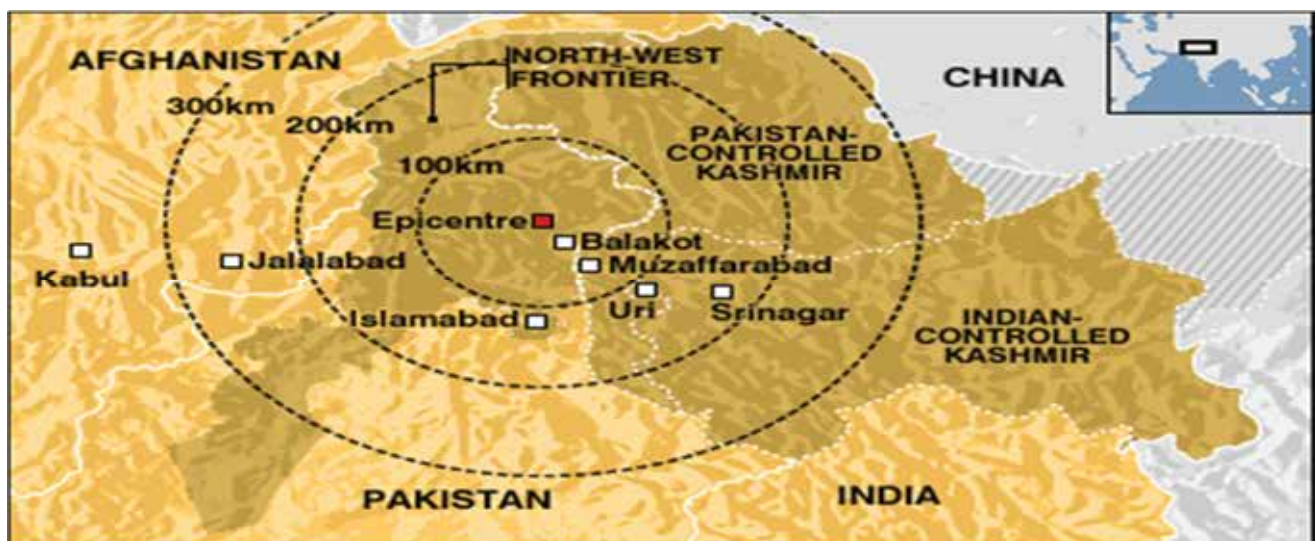 AFGHANISTAN
NORTH-WEST
FRONTIER
CHINA
300km
200km
100km
PAKISTAN-
CONTROLLED
KASHMIR
Epicentre
Balakot
Kabul
Jalalabad
Muzaffarabad
Islamabad
Uri
Srinagar
INDIAN-
CONTROLLED
KASHMIR
PAKISTAN
INDIA